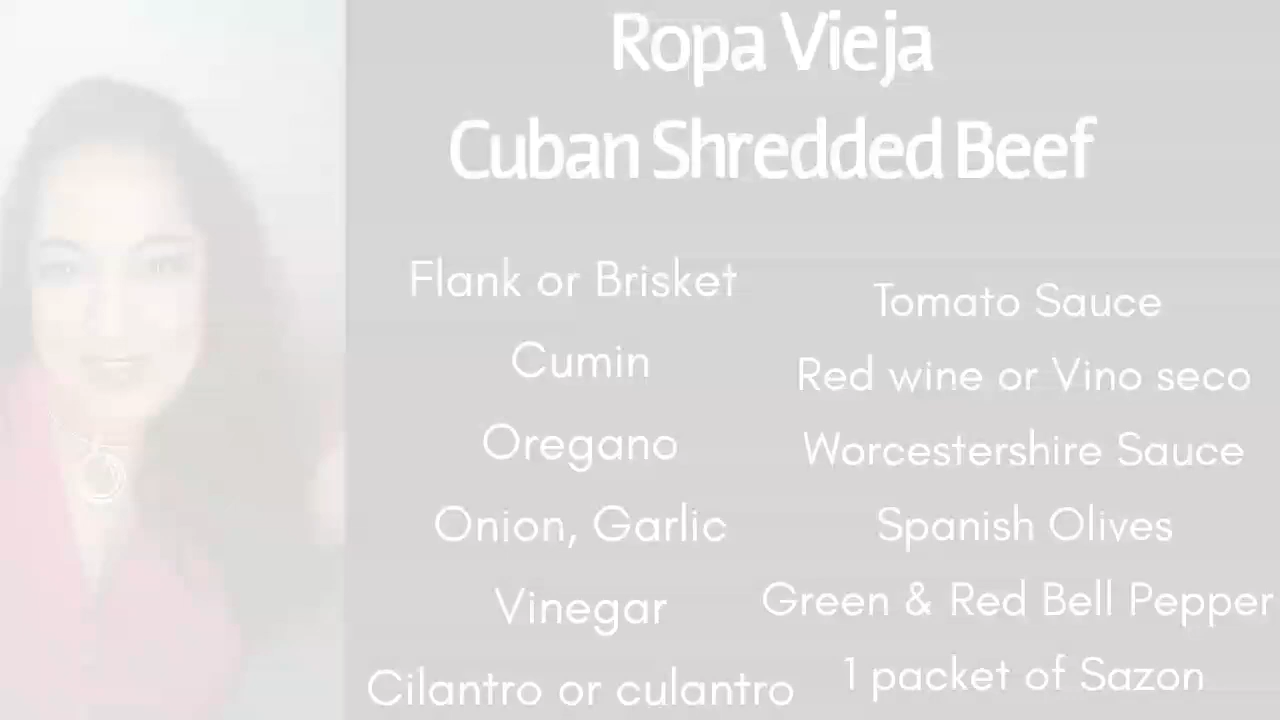 Ropa Vieja
Cuban Shredded Beef
Flank or Brisket
Cumin
Oregano
Onion, Garlic
Vinegar
Cilantro or culantro
Tomato Sauce
Red wine or Vino seco
Worcestershire Sauce
Spanish Olives
Green & Red Bell Pepper
1 packet of Sazon